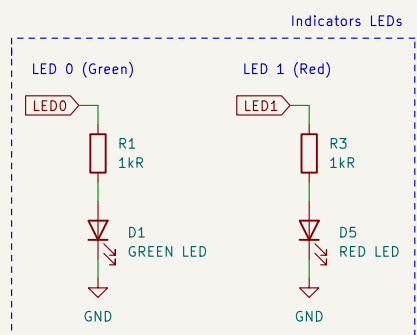 Indicators LEDs
LED 0 (Green)
LED 1 (Red)
LED0
LED1
R1
1kR
R3
1kR
D1
GREEN LED
D5
RED LED
GND
GND